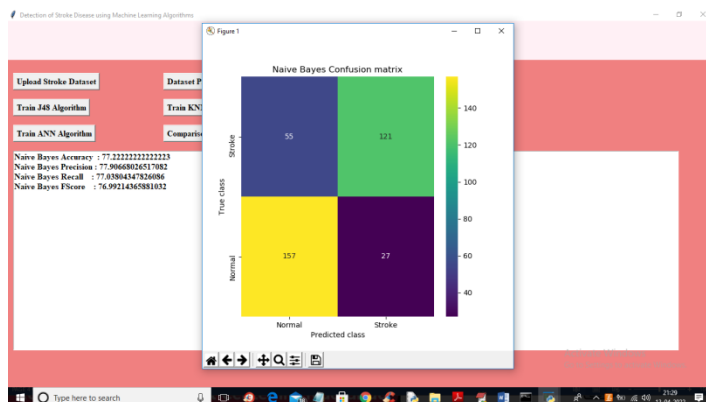 Detection of Stroke Disease using Machine Learning Algorithms
Figure 1
Upload Stroke Dataset
Dataset P
Train J48 Algorithm
Train KN
Train ANN Algorithm
Comparis
Naive Bayes Accuracy : 77.22222222222223
Naive Bayes Precision : 77.90668026517082
Naive Bayes Recall : 77.03804347826086
Naive Bayes FScore : 76.99214365881032
Naive Bayes Confusion matrix
Stroke
55
121
Normal
157
27
True class
Normal
Stroke
Predicted class
140
120
100
80
60
40
Type here to search
21:29